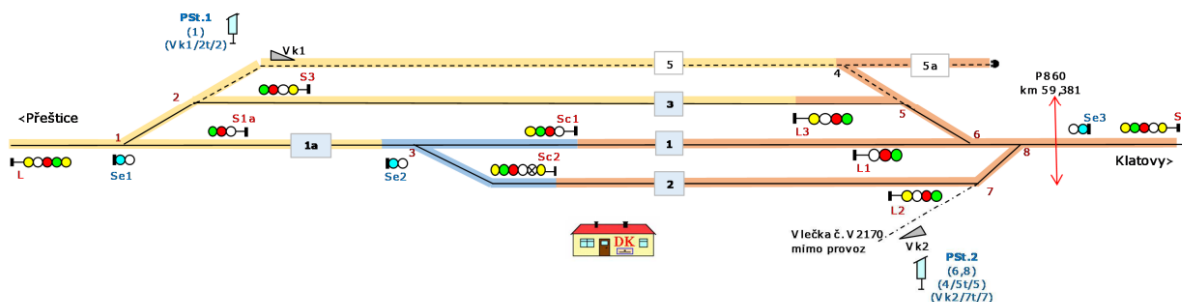 PSt.1
(1)
(Vk1/2t/2)
Vk1
5
4
5a
P860
km 59,381
S3
2
3
<Přeštice
S1a
Sc1
L3
5
6
Se3
S
1
1a
3
1
8
L
Se1
Se2
Sc2
L1
Klatovy>
2
7
L2
DK
Vlečka č. V2170
mimo provoz
Vk2
PSt.2
(6,8)
(4/5t/5)
(Vk2/7t/7)